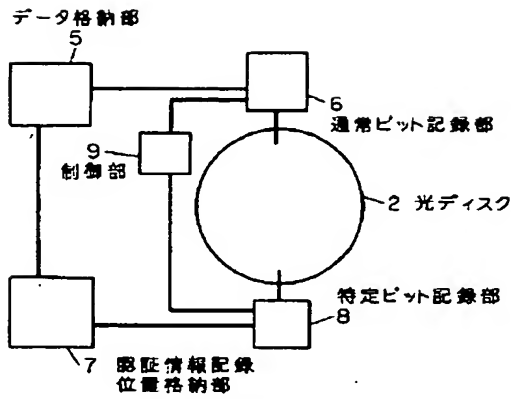 データ格納部
5
6
通常ピット記録部
9
制御部
2 光ディスク
特定ピット記録部
8
7 認証情報記録
位置格納部